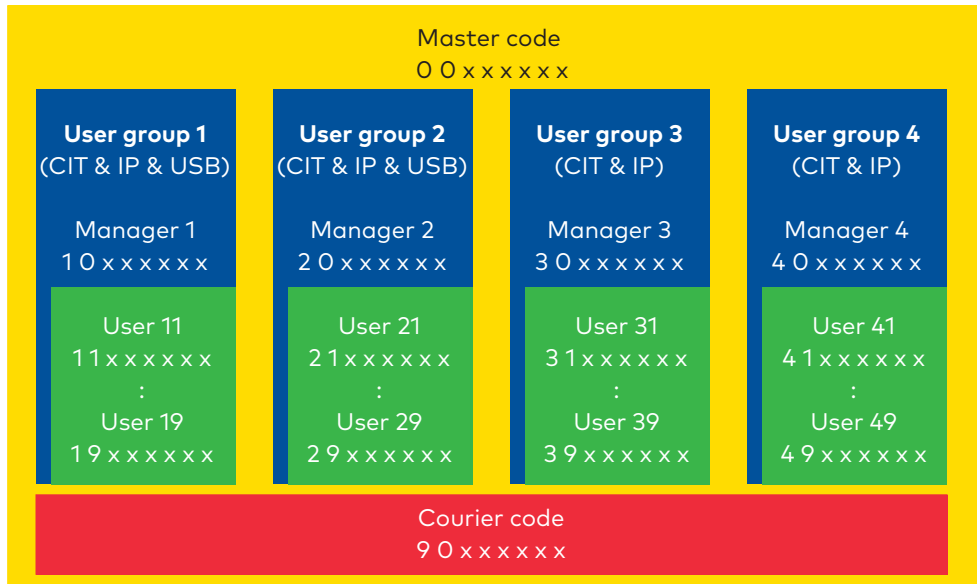 Master code
0 0 x x x x x x
User group 1
(CIT & IP & USB)
Manager 1
1 0 x x x x x x
User 11
1 1 x x x x x x
:
User 19
1 9 x x x x x x
User group 2
(CIT & IP & USB)
Manager 2
2 0 x x x x x x
User 21
2 1 x x x x x x
:
User 29
2 9 x x x x x x
User group 3
(CIT & IP)
Manager 3
3 0 x x x x x x
User 31
3 1 x x x x x x
:
User 39
3 9 x x x x x x
User group 4
(CIT & IP)
Manager 4
4 0 x x x x x x
User 41
4 1 x x x x x x
:
User 49
4 9 x x x x x x
Courier code
9 0 x x x x x x